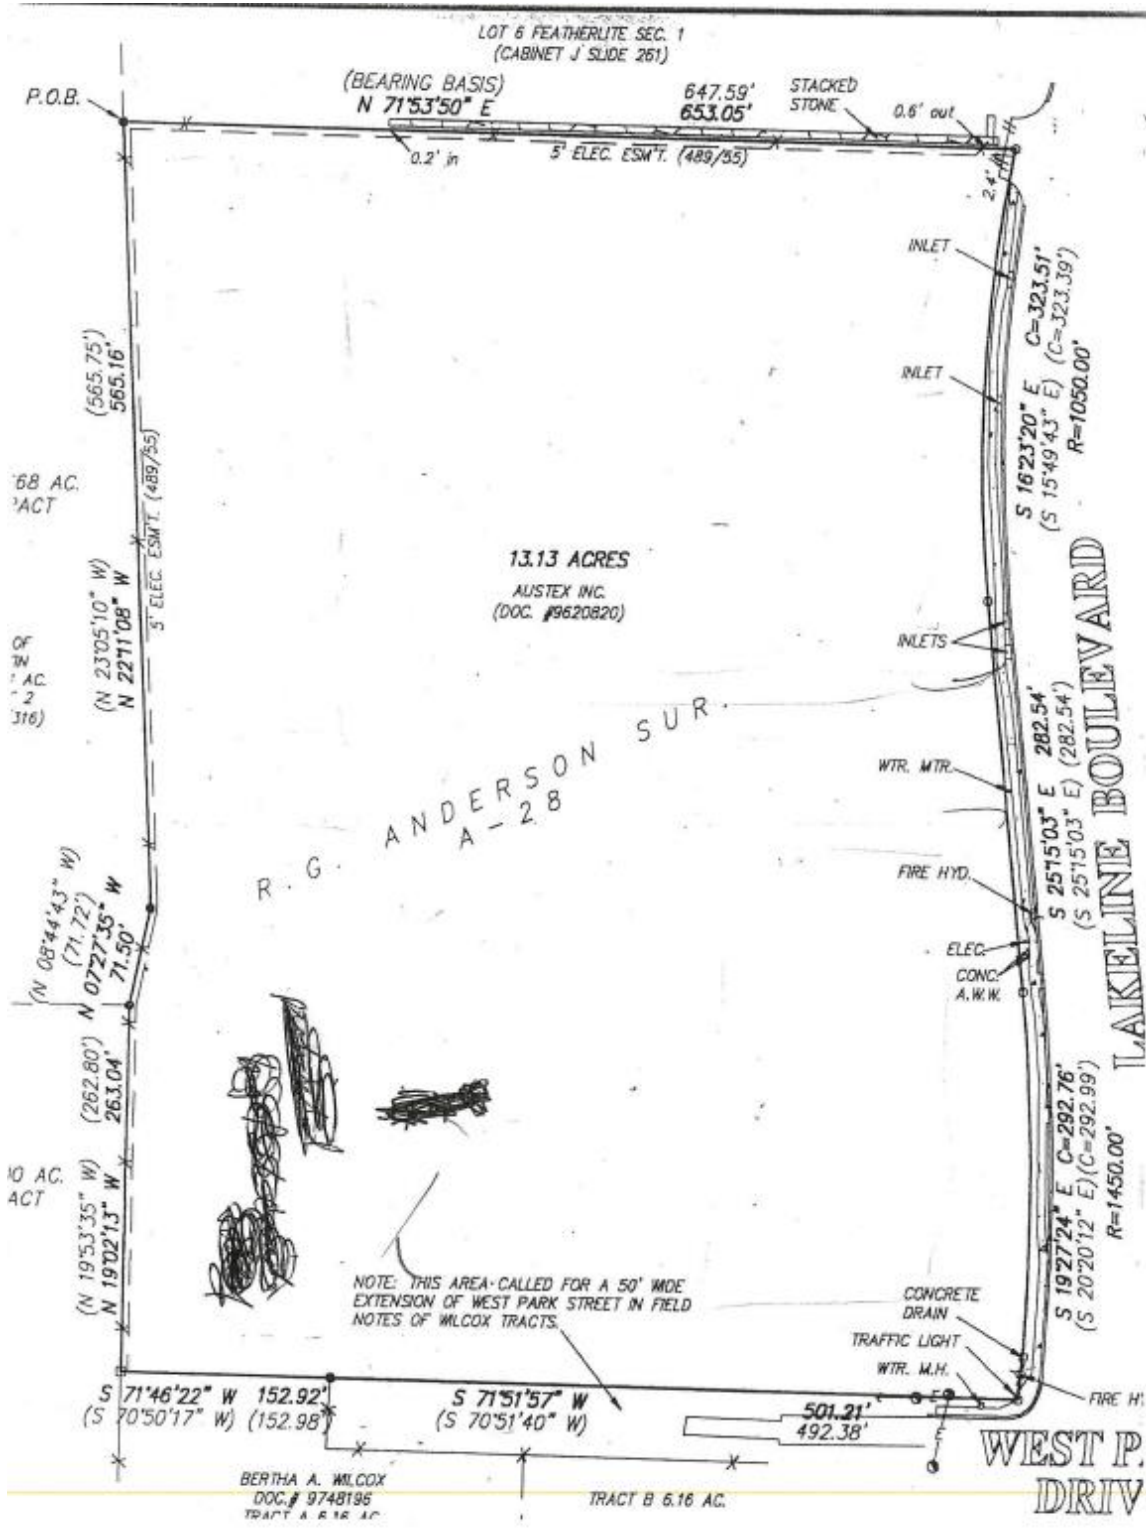 LOT 6 FEATHERLITE SEC. 1
(CABINET J SLIDE 261)
P.O.B.
(BEARING BASIS)
N 71°53'50" E
647.59'
653.05'
STACKED
STONE
0.6' out
0.2' in
5' ELEC. ESM'T. (489/55)
2.4'
INLET
C=323.51'
(C=323.39')
S 16°23'20" E
(S 15°49'43" E)
R=1050.00'
INLET
(565.75')
565.16'
5' ELEC. ESM'T. (489/55)
(N 23°05'10" W)
N 22°11'08" W
68 AC.
ACT
OF
AC.
2
316)
13.13 ACRES
AUSTEX INC.
(DOC. #9620820)
INLETS
LAKELINE BOULEVARD
R. G. ANDERSON SUR.
A-28
WTR. MTR.
282.54'
(282.54')
S 25°15'03" E
(S 25°15'03" E)
FIRE HYD.
ELEC.
CONC.
A.W.W.
(N 08°44'43" W)
(71.72')
N 07°27'35" W
71.50'
(262.80')
263.04'
(N 19°53'35" W)
N 19°02'13" W
AC.
ACT
S 19°27'24" E C=292.76'
(S 20°20'12" E)(C=292.99')
R=1450.00'
NOTE: THIS AREA CALLED FOR A 50' WIDE
EXTENSION OF WEST PARK STREET IN FIELD
NOTES OF WILCOX TRACTS.
CONCRETE
DRAIN
TRAFFIC LIGHT
WTR. M.H.
FIRE H
S 71°46'22" W 152.92'
(S 70°50'17" W) (152.98')
S 71°51'57" W
(S 70°51'40" W)
501.21'
492.38'
E
E
WEST P.
DRIV
BERTHA A. WILCOX
DOC.# 9748196
TRACT A 6.16 AC.
TRACT B 6.16 AC.